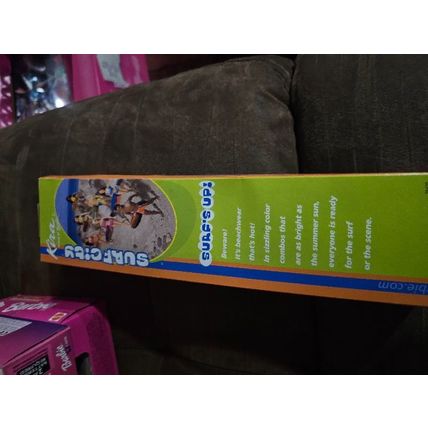 Kira
SURF CITY
surf's up!
Beware!
it's beachwear
that's hot!
In sizzling color
combos that
are as bright as
the summer sun,
everyone is ready
for the surf
or the scene.
bie.com
Barbie